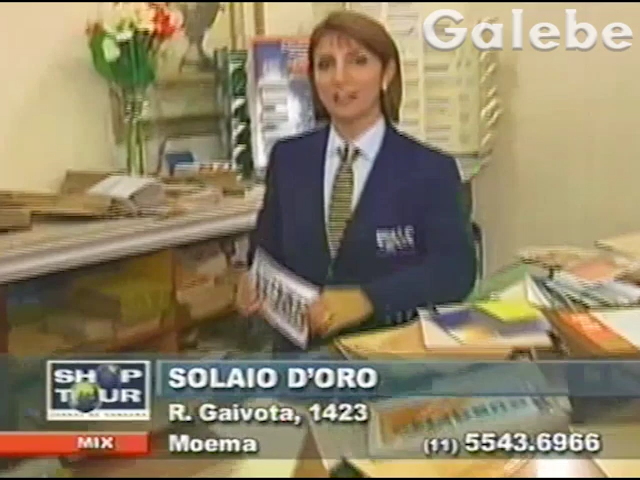 Galebe
SHOP TOUR
SOLAIO D'ORO
R. Gaivota, 1423
MIX
Moema
(11) 5543.6966